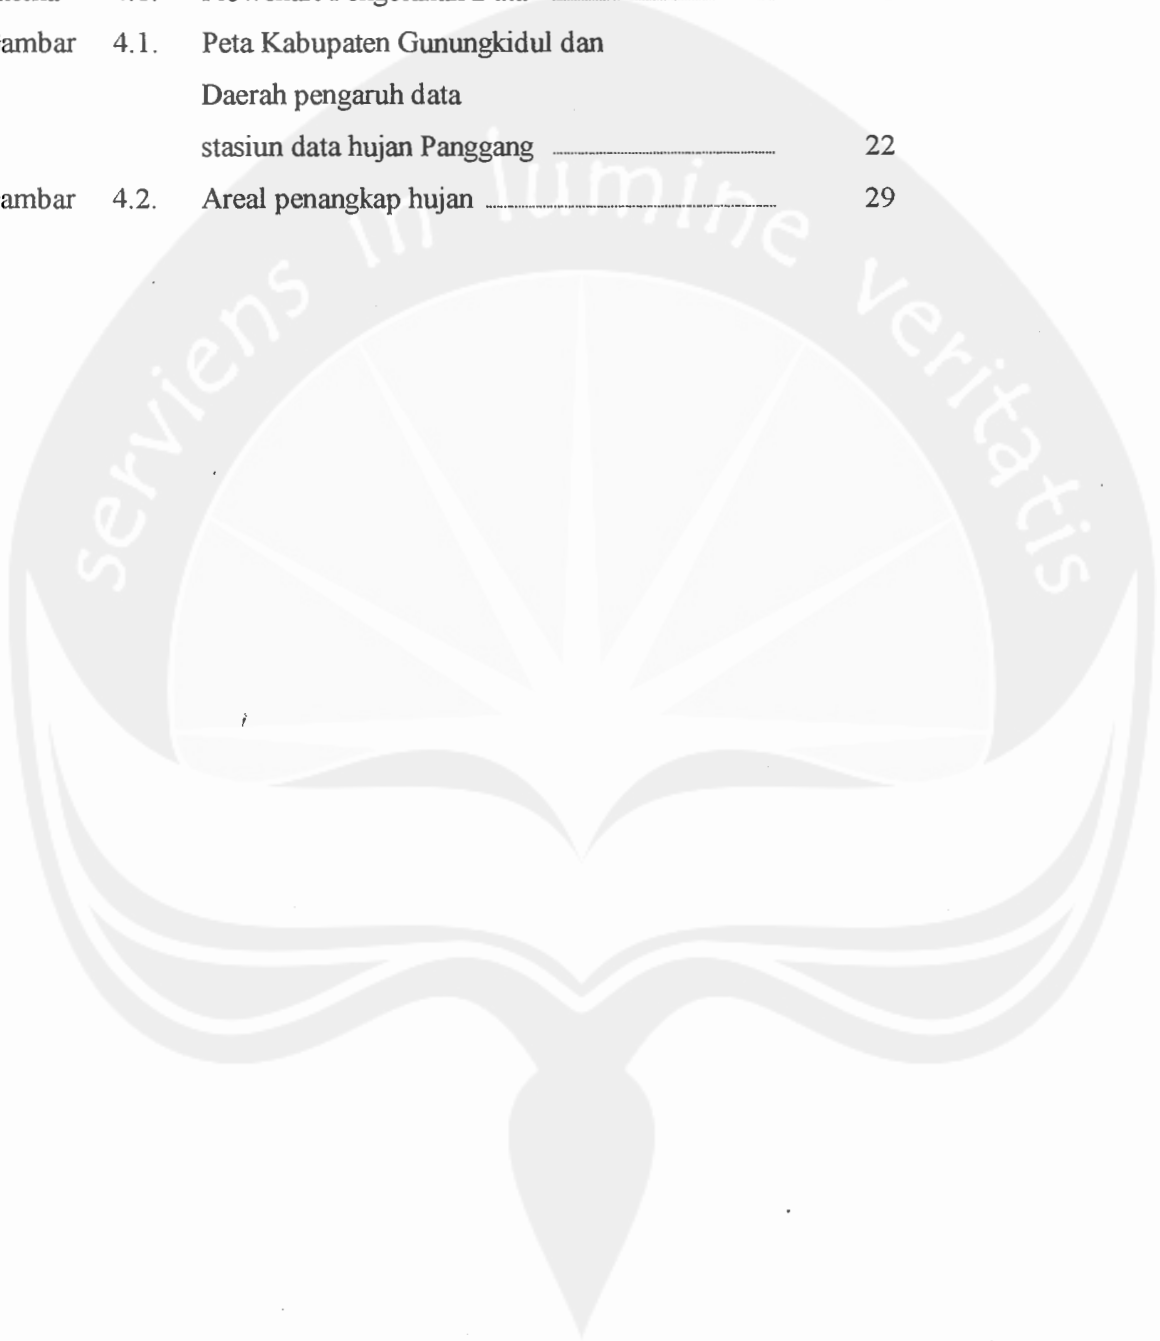 ambar 4.1. Peta Kabupaten Gunungkidul dan
Daerah pengaruh data
stasiun data hujan Panggang 22
ambar 4.2. Areal penangkap hujan 29
serviens in lumine veritatis